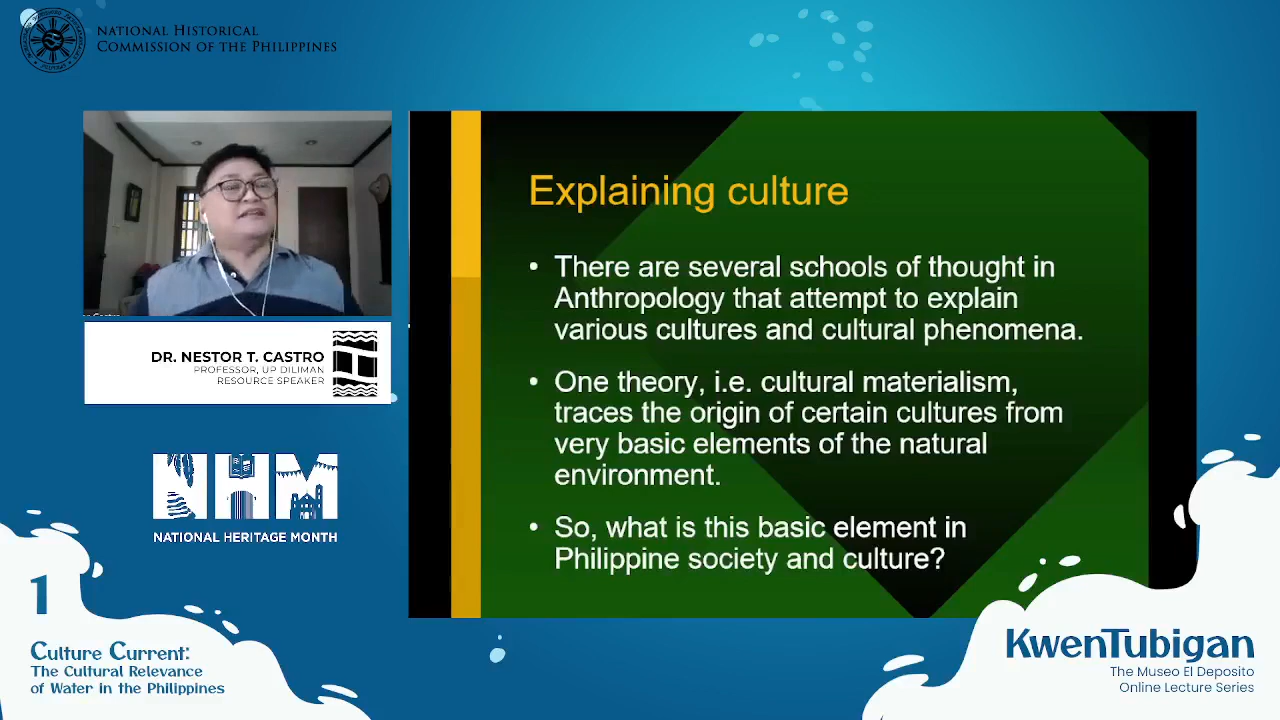 NATIONAL HISTORICAL
COMMISSION OF THE PHILIPPINES
Explaining culture
• There are several schools of thought in
Anthropology that attempt to explain
various cultures and cultural phenomena.
• One theory, i.e. cultural materialism,
traces the origin of certain cultures from
very basic elements of the natural
environment.
• So, what is this basic element in
Philippine society and culture?
DR. NESTOR T. CASTRO
PROFESSOR, UP DILIMAN
RESOURCE SPEAKER
NHM
NATIONAL HERITAGE MONTH
1
Culture Current:
The Cultural Relevance
of Water in the Philippines
KwenTubigan
The Museo El Deposito
Online Lecture Series